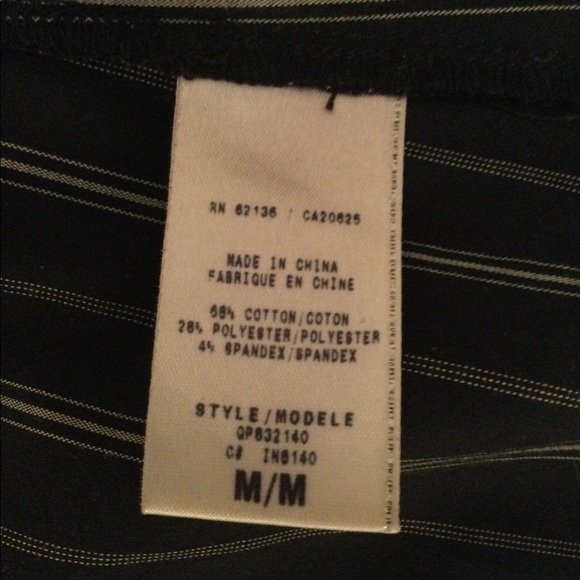 RN 62136 / CA20625
MADE IN CHINA
FABRIQUE EN CHINE
68% COTTON/COTON
28% POLYESTER/POLYESTER
4% SPANDEX/SPANDEX
STYLE/MODELE
QP832140
C# IN8140
M/M